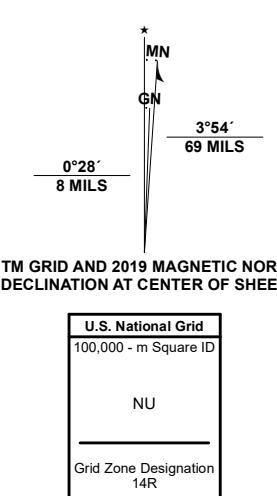 ★
MN
GN
3°54´
69 MILS
0°28´
8 MILS
TM GRID AND 2019 MAGNETIC NOR
DECLINATION AT CENTER OF SHEE
U.S. National Grid
100,000 - m Square ID
NU
Grid Zone Designation
14R